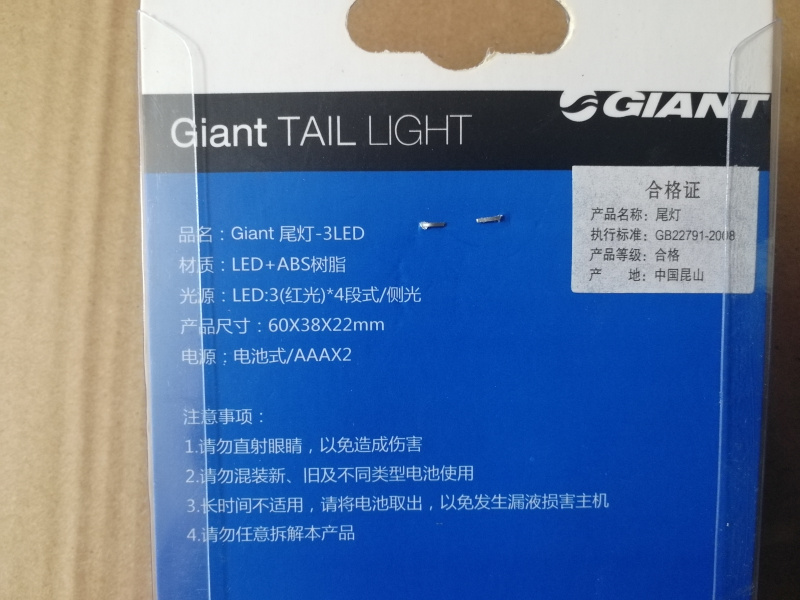 GIANT
Giant TAIL LIGHT
合格证
产品名称：尾灯
执行标准：GB22791-2008
产品等级：合格
产 地：中国昆山
品名：Giant 尾灯-3LED
材质：LED+ABS树脂
光源：LED:3(红光)*4段式/侧光
产品尺寸：60X38X22mm
电源：电池式/AAAX2
注意事项：
1.请勿直射眼睛，以免造成伤害
2.请勿混装新、旧及不同类型电池使用
3.长时间不适用，请将电池取出，以免发生漏液损害主机
4.请勿任意拆解本产品